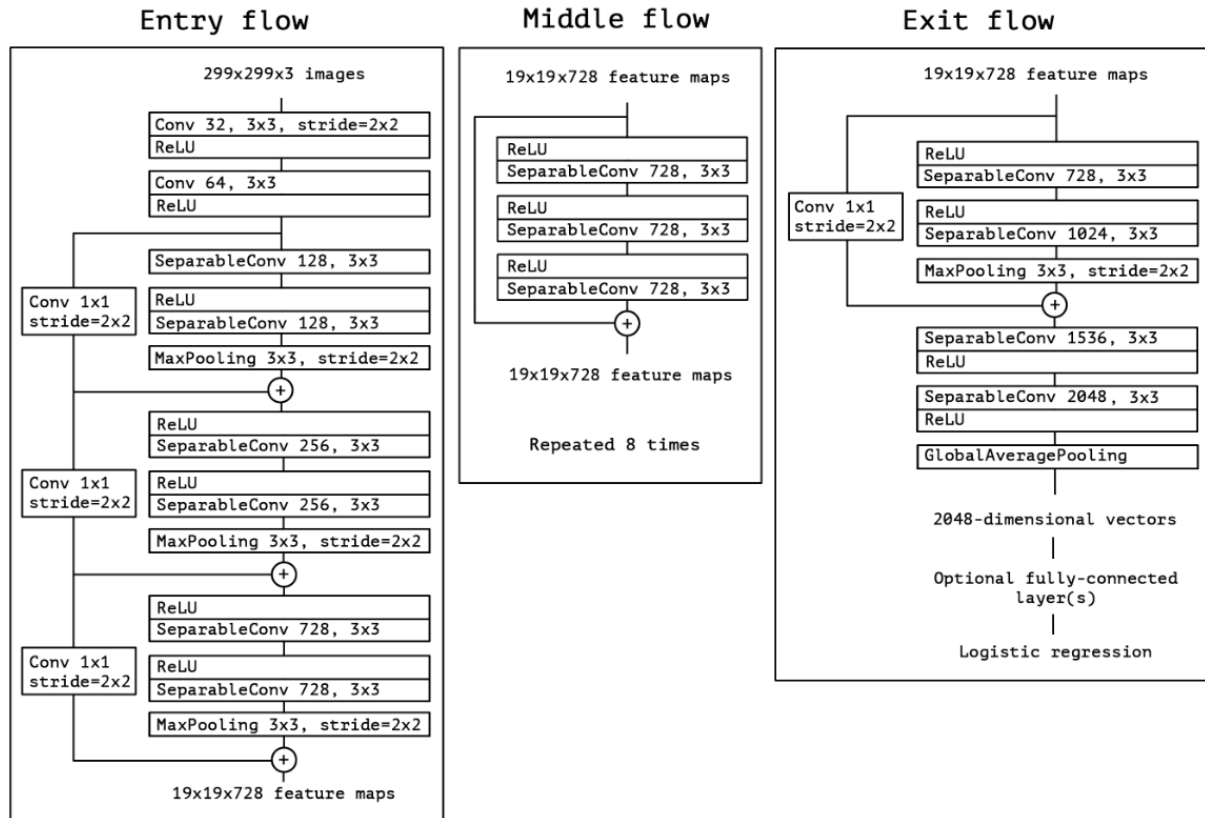 Entry flow
299x299x3 images
Conv 32, 3x3, stride=2x2
ReLU
Conv 64, 3x3
ReLU
SeparableConv 128, 3x3
Conv 1x1
stride=2x2
ReLU
SeparableConv 128, 3x3
MaxPooling 3x3, stride=2x2
+
ReLU
SeparableConv 256, 3x3
Conv 1x1
stride=2x2
ReLU
SeparableConv 256, 3x3
MaxPooling 3x3, stride=2x2
+
ReLU
SeparableConv 728, 3x3
Conv 1x1
stride=2x2
ReLU
SeparableConv 728, 3x3
MaxPooling 3x3, stride=2x2
+
19x19x728 feature maps
Middle flow
19x19x728 feature maps
ReLU
SeparableConv 728, 3x3
ReLU
SeparableConv 728, 3x3
ReLU
SeparableConv 728, 3x3
+
19x19x728 feature maps
Repeated 8 times
Exit flow
19x19x728 feature maps
ReLU
SeparableConv 728, 3x3
Conv 1x1
stride=2x2
ReLU
SeparableConv 1024, 3x3
MaxPooling 3x3, stride=2x2
+
SeparableConv 1536, 3x3
ReLU
SeparableConv 2048, 3x3
ReLU
GlobalAveragePooling
2048-dimensional vectors
Optional fully-connected
layer(s)
Logistic regression